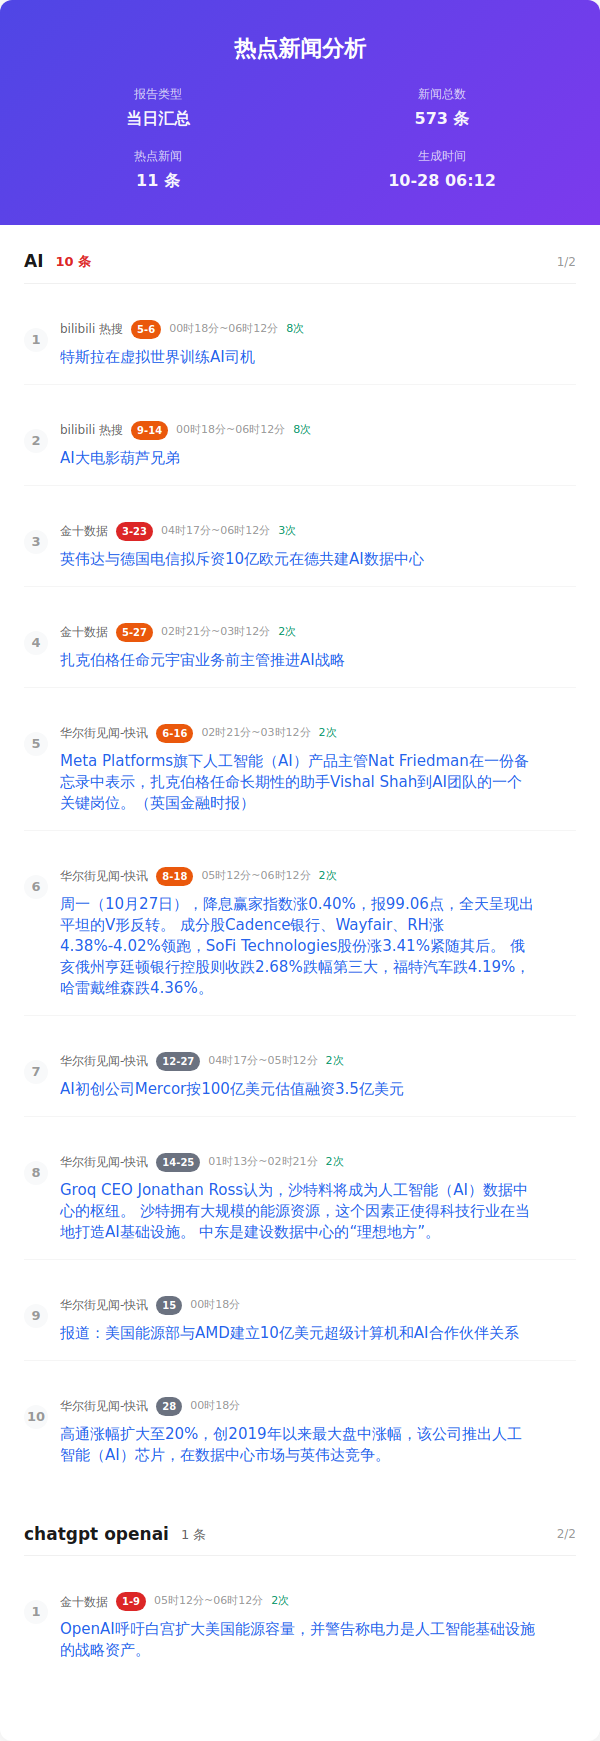 热点新闻分析
报告类型
新闻总数
当日汇总
573 条
热点新闻
生成时间
11 条
10-28 06:12
AI 10 条 1/2
1
bilibili 热搜 5-6 00时18分~06时12分 8次
特斯拉在虚拟世界训练AI司机
2
bilibili 热搜 9-14 00时18分~06时12分 8次
AI大电影葫芦兄弟
3
金十数据 3-23 04时17分~06时12分 3次
英伟达与德国电信拟斥资10亿欧元在德共建AI数据中心
4
金十数据 5-27 02时21分~03时12分 2次
扎克伯格任命元宇宙业务前主管推进AI战略
5
华尔街见闻-快讯 6-16 02时21分~03时12分 2次
Meta Platforms旗下人工智能（AI）产品主管Nat Friedman在一份备
忘录中表示，扎克伯格任命长期性的助手Vishal Shah到AI团队的一个
关键岗位。（英国金融时报）
6
华尔街见闻-快讯 8-18 05时12分~06时12分 2次
周一（10月27日），降息赢家指数涨0.40%，报99.06点，全天呈现出
平坦的V形反转。 成分股Cadence银行、Wayfair、RH涨
4.38%-4.02%领跑，SoFi Technologies股份涨3.41%紧随其后。 俄
亥俄州亨廷顿银行控股则收跌2.68%跌幅第三大，福特汽车跌4.19%，
哈雷戴维森跌4.36%。
7
华尔街见闻-快讯 12-27 04时17分~05时12分 2次
AI初创公司Mercor按100亿美元估值融资3.5亿美元
8
华尔街见闻-快讯 14-25 01时13分~02时21分 2次
Groq CEO Jonathan Ross认为，沙特料将成为人工智能（AI）数据中
心的枢纽。 沙特拥有大规模的能源资源，这个因素正使得科技行业在当
地打造AI基础设施。 中东是建设数据中心的“理想地方”。
9
华尔街见闻-快讯 15 00时18分
报道：美国能源部与AMD建立10亿美元超级计算机和AI合作伙伴关系
10
华尔街见闻-快讯 28 00时18分
高通涨幅扩大至20%，创2019年以来最大盘中涨幅，该公司推出人工
智能（AI）芯片，在数据中心市场与英伟达竞争。
chatgpt openai 1 条 2/2
1
金十数据 1-9 05时12分~06时12分 2次
OpenAI呼吁白宫扩大美国能源容量，并警告称电力是人工智能基础设施
的战略资产。